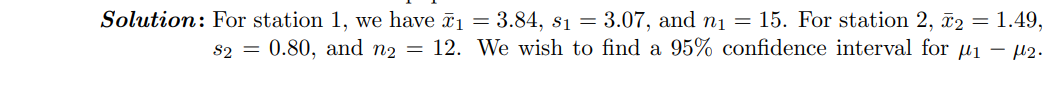 Solution: For station 1, we have x̄₁ = 3.84, s₁ = 3.07, and n₁ = 15. For station 2, x̄₂ = 1.49,
s₂ = 0.80, and n₂ = 12. We wish to find a 95% confidence interval for μ₁ − μ₂.